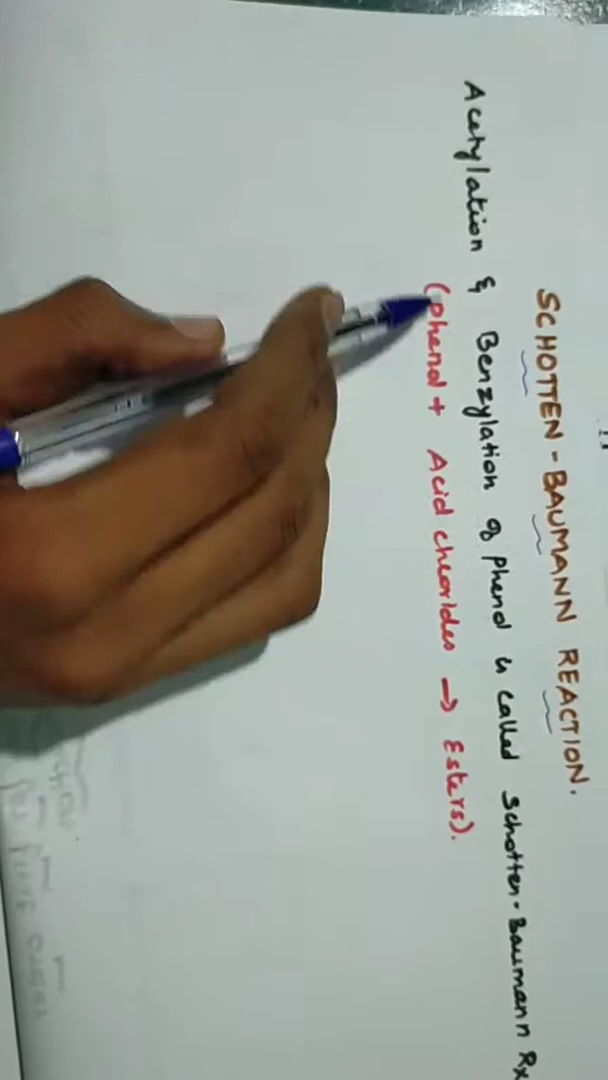 SCHOTTEN-BAUMANN REACTION.
Acetylation & Benzylation of phenol is called Schotten-Baumann Rx
(phenol + Acid chlorides → Esters).